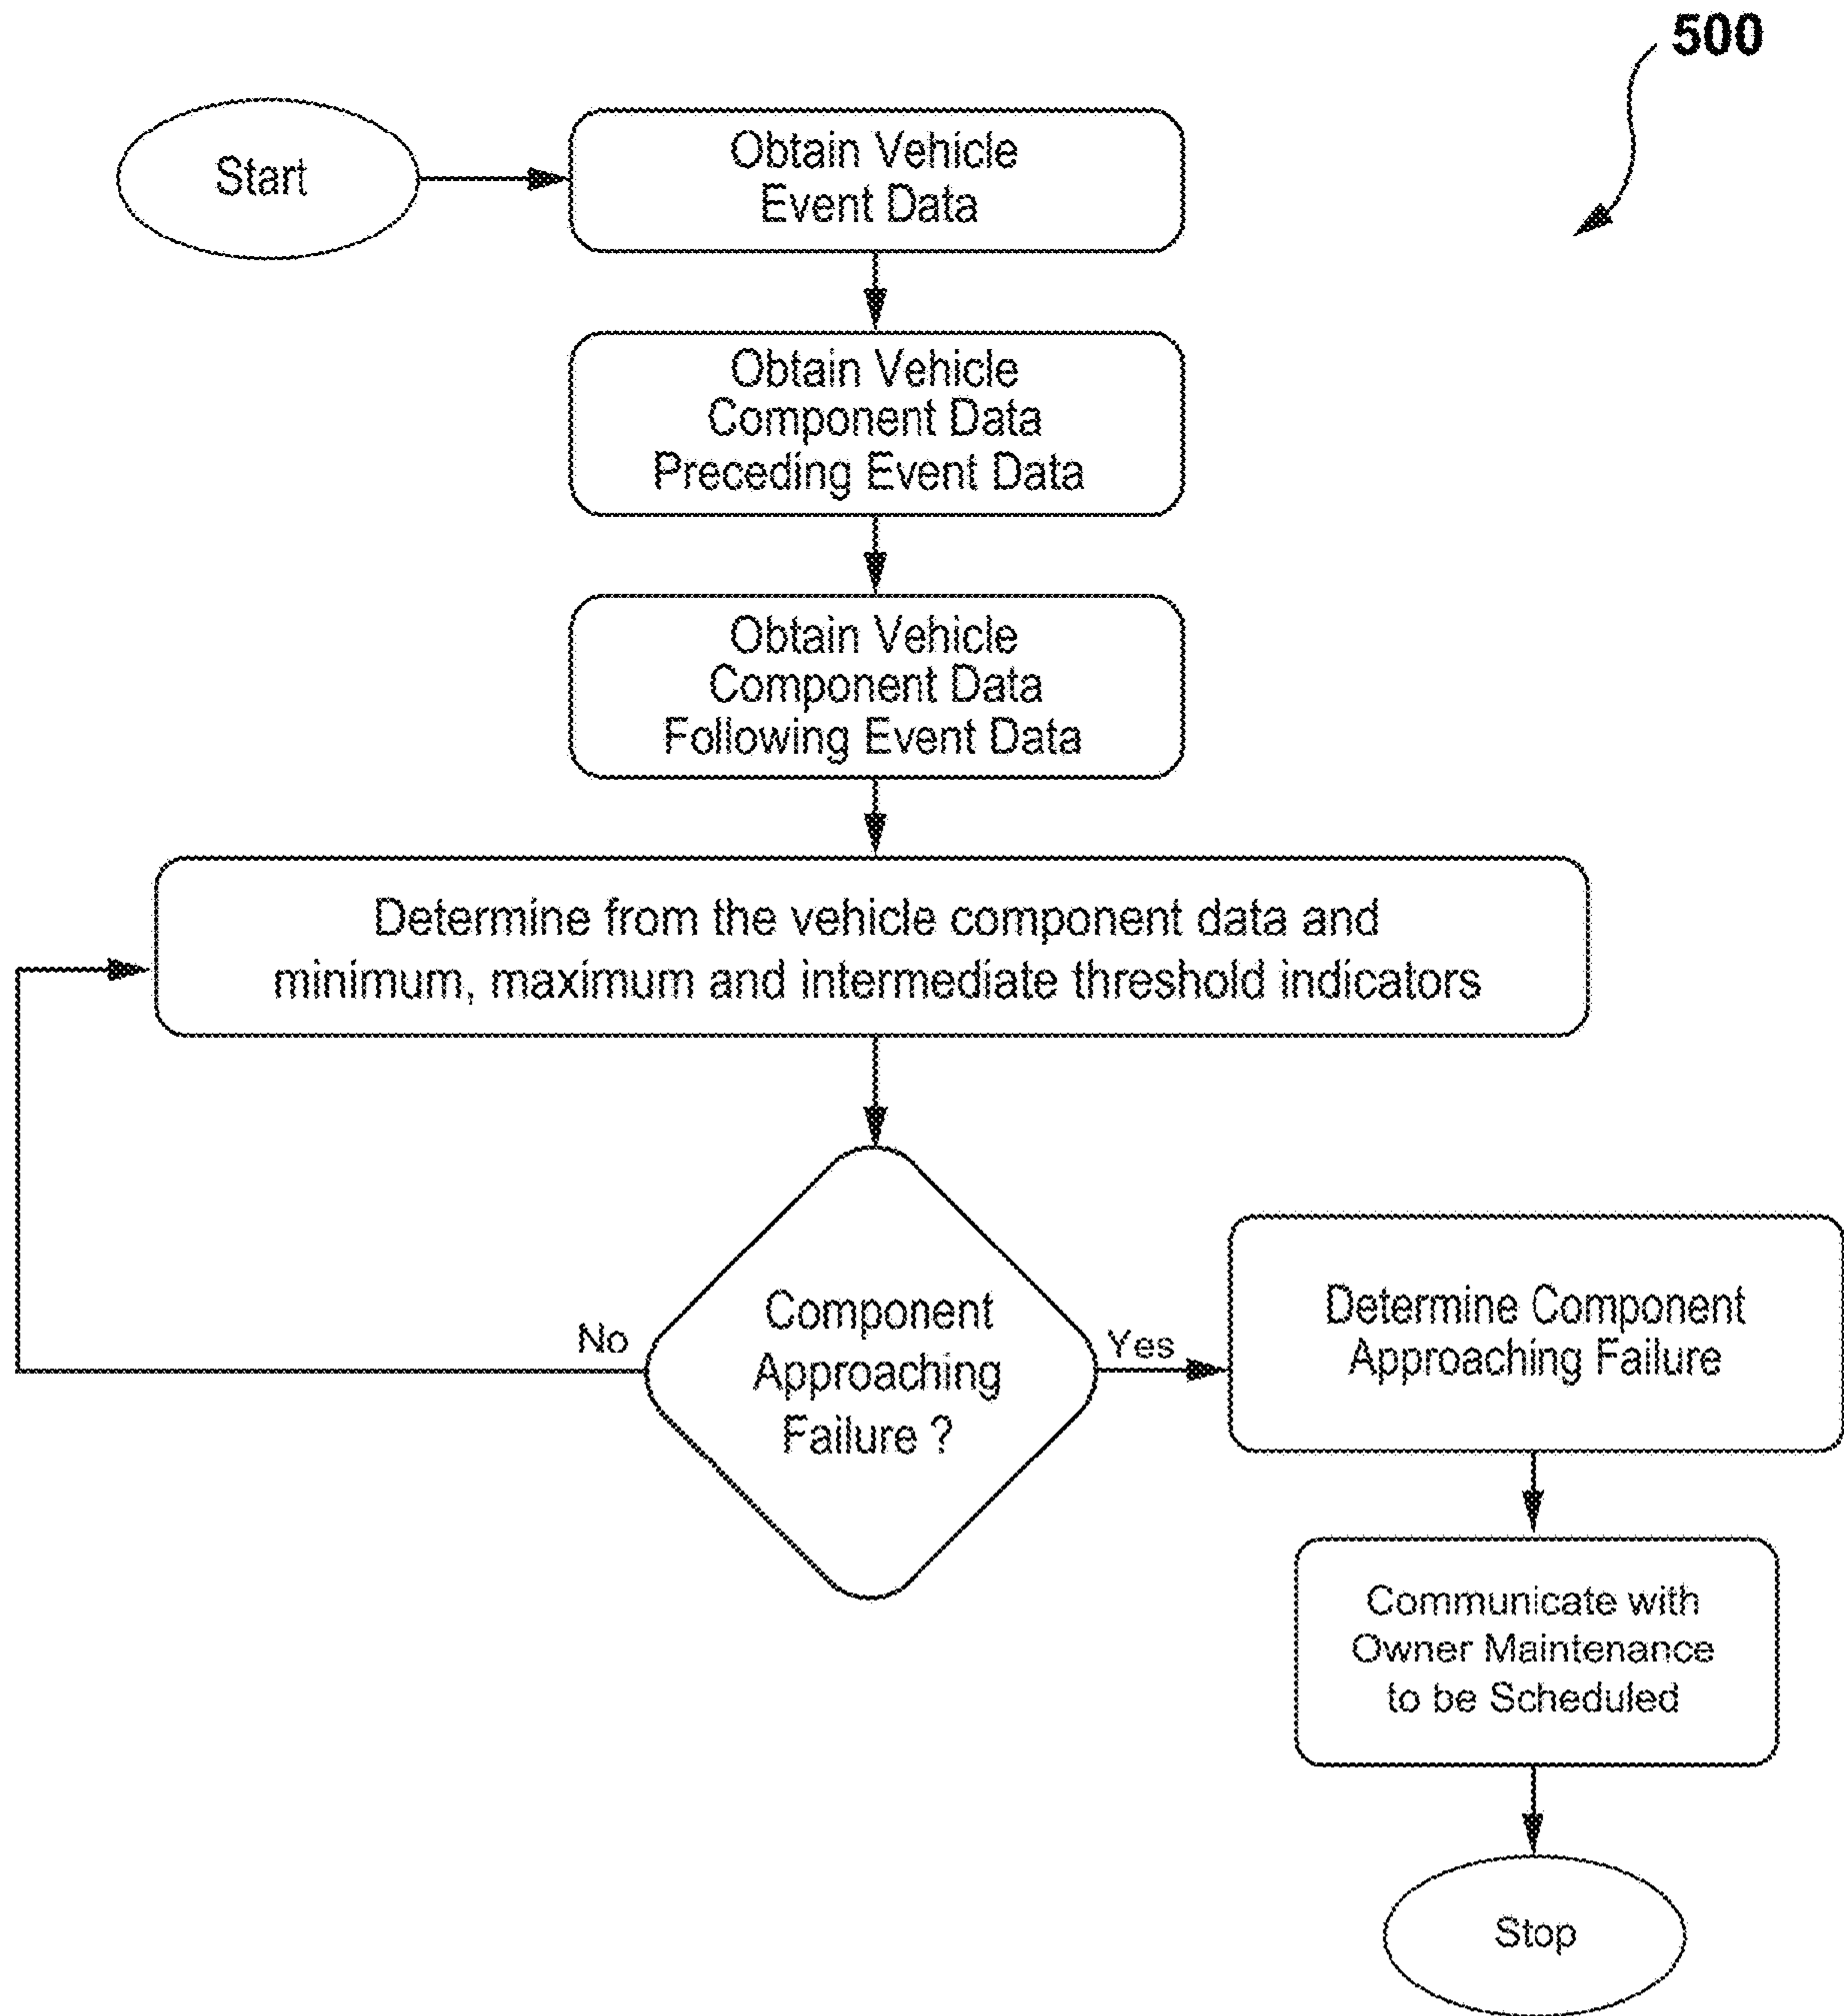 500
Start
Obtain Vehicle
Event Data
Obtain Vehicle
Component Data
Preceding Event Data
Obtain Vehicle
Component Data
Following Event Data
Determine from the vehicle component data and
minimum, maximum and intermediate threshold indicators
Component
Approaching
Failure ?
No
Yes
Determine Component
Approaching Failure
Communicate with
Owner Maintenance
to be Scheduled
Stop